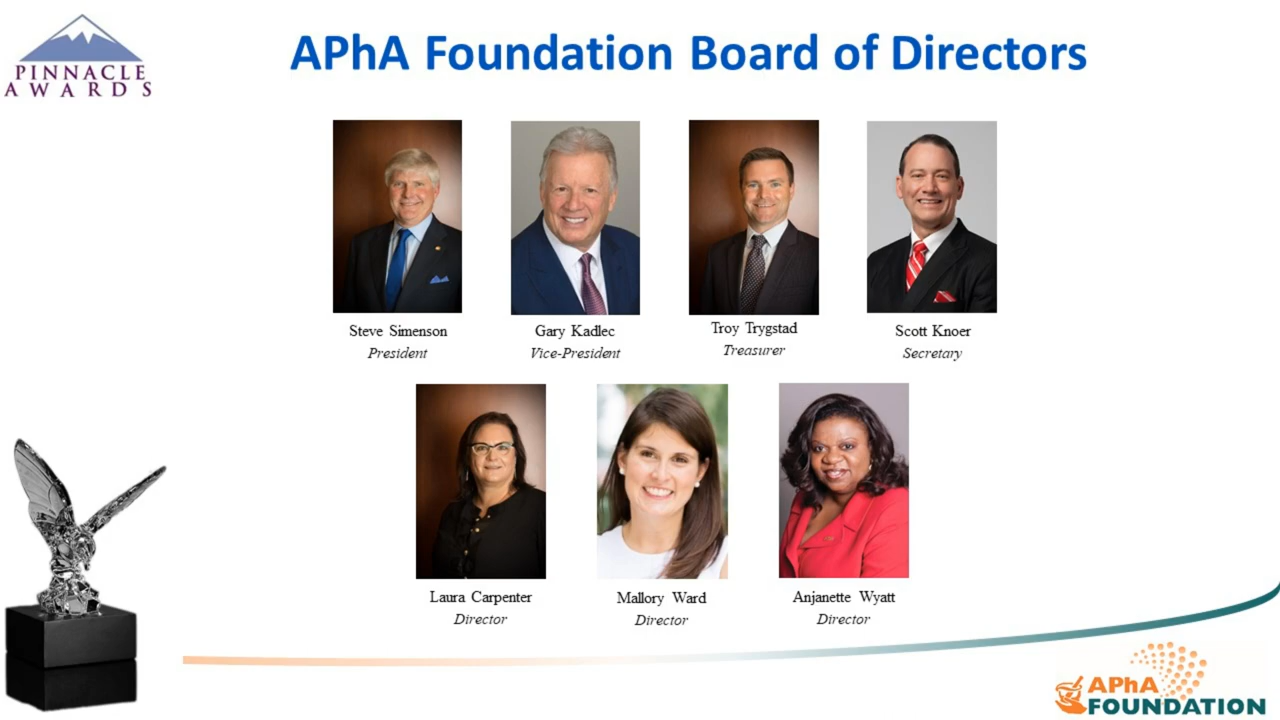 PINNACLE
AWARDS
APhA Foundation Board of Directors
Steve Simenson
President
Gary Kadlec
Vice-President
Troy Trygstad
Treasurer
Scott Knoer
Secretary
Laura Carpenter
Director
Mallory Ward
Director
Anjanette Wyatt
Director
APhA
FOUNDATION